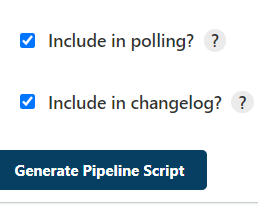 Include in polling? ?
Include in changelog? ?
Generate Pipeline Script